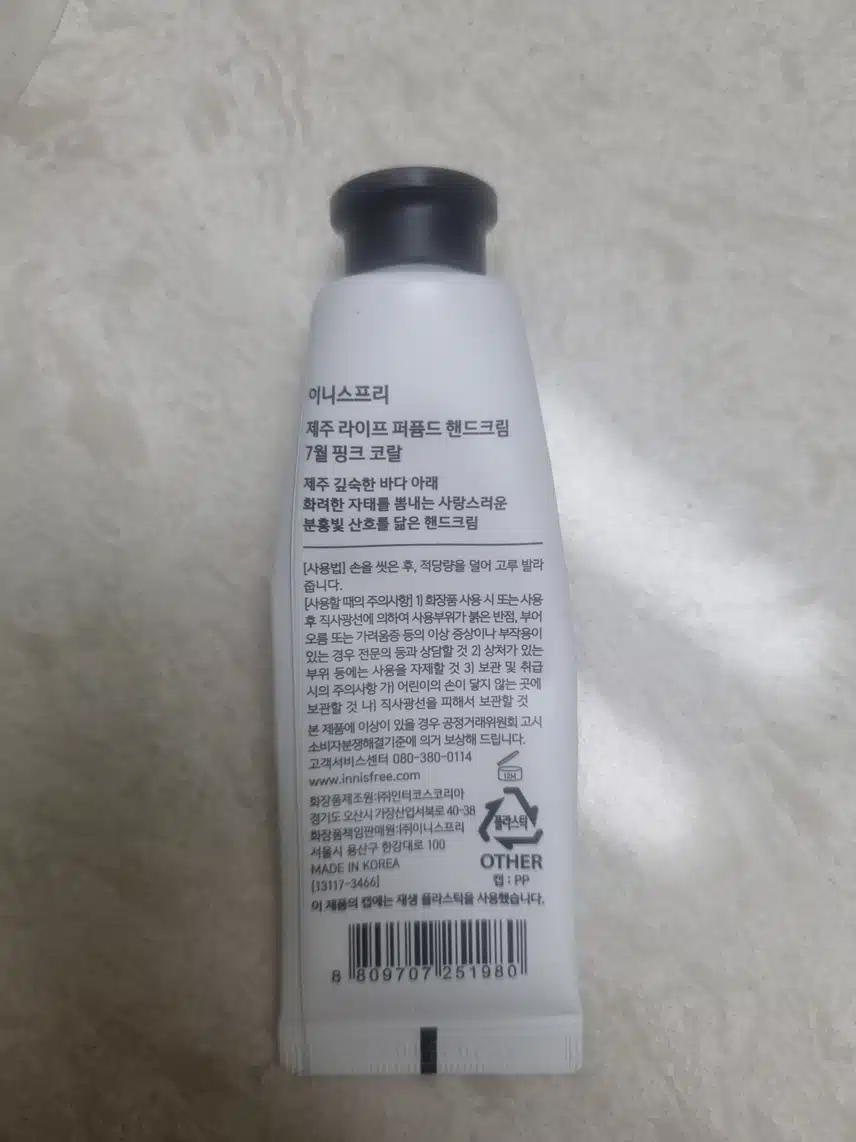 이니스프리
제주 라이프 퍼퓸드 핸드크림
7월 핑크 코랄
제주 깊숙한 바다 아래
화려한 자태를 뽐내는 사랑스러운
분홍빛 산호를 닮은 핸드크림
[사용법] 손을 씻은 후, 적당량을 덜어 고루 발라
줍니다.
[사용할 때의 주의사항] 1) 화장품 사용 시 또는 사용
후 직사광선에 의하여 사용부위가 붉은 반점, 부어
오름 또는 가려움증 등의 이상 증상이나 부작용이
있는 경우 전문의 등과 상담할 것 2) 상처가 있는
부위 등에는 사용을 자제할 것 3) 보관 및 취급
시의 주의사항 가) 어린이의 손이 닿지 않는 곳에
보관할 것 나) 직사광선을 피해서 보관할 것
본 제품에 이상이 있을 경우 공정거래위원회 고시
소비자분쟁해결기준에 의거 보상해 드립니다.
고객서비스센터 080-380-0114
www.innisfree.com
12M
화장품제조원:(주)인터코스코리아
경기도 오산시 가장산업서북로 40-38
화장품책임판매원:(주)이니스프리
서울시 용산구 한강대로 100
MADE IN KOREA
[13117-3466]
플라스틱
OTHER
캡 : PP
이 제품의 캡에는 재생 플라스틱을 사용했습니다.
8 809707 251980